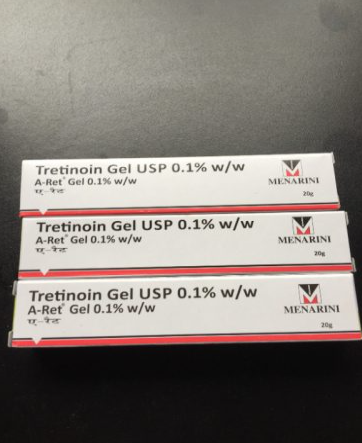 Tretinoin Gel USP 0.1% w/w
A-Ret® Gel 0.1% w/w
ए-रेट
MENARINI
20g
Tretinoin Gel USP 0.1% w/w
A-Ret® Gel 0.1% w/w
ए-रेट
MENARINI
20g
Tretinoin Gel USP 0.1% w/w
A-Ret® Gel 0.1% w/w
ए-रेट
MENARINI
20g